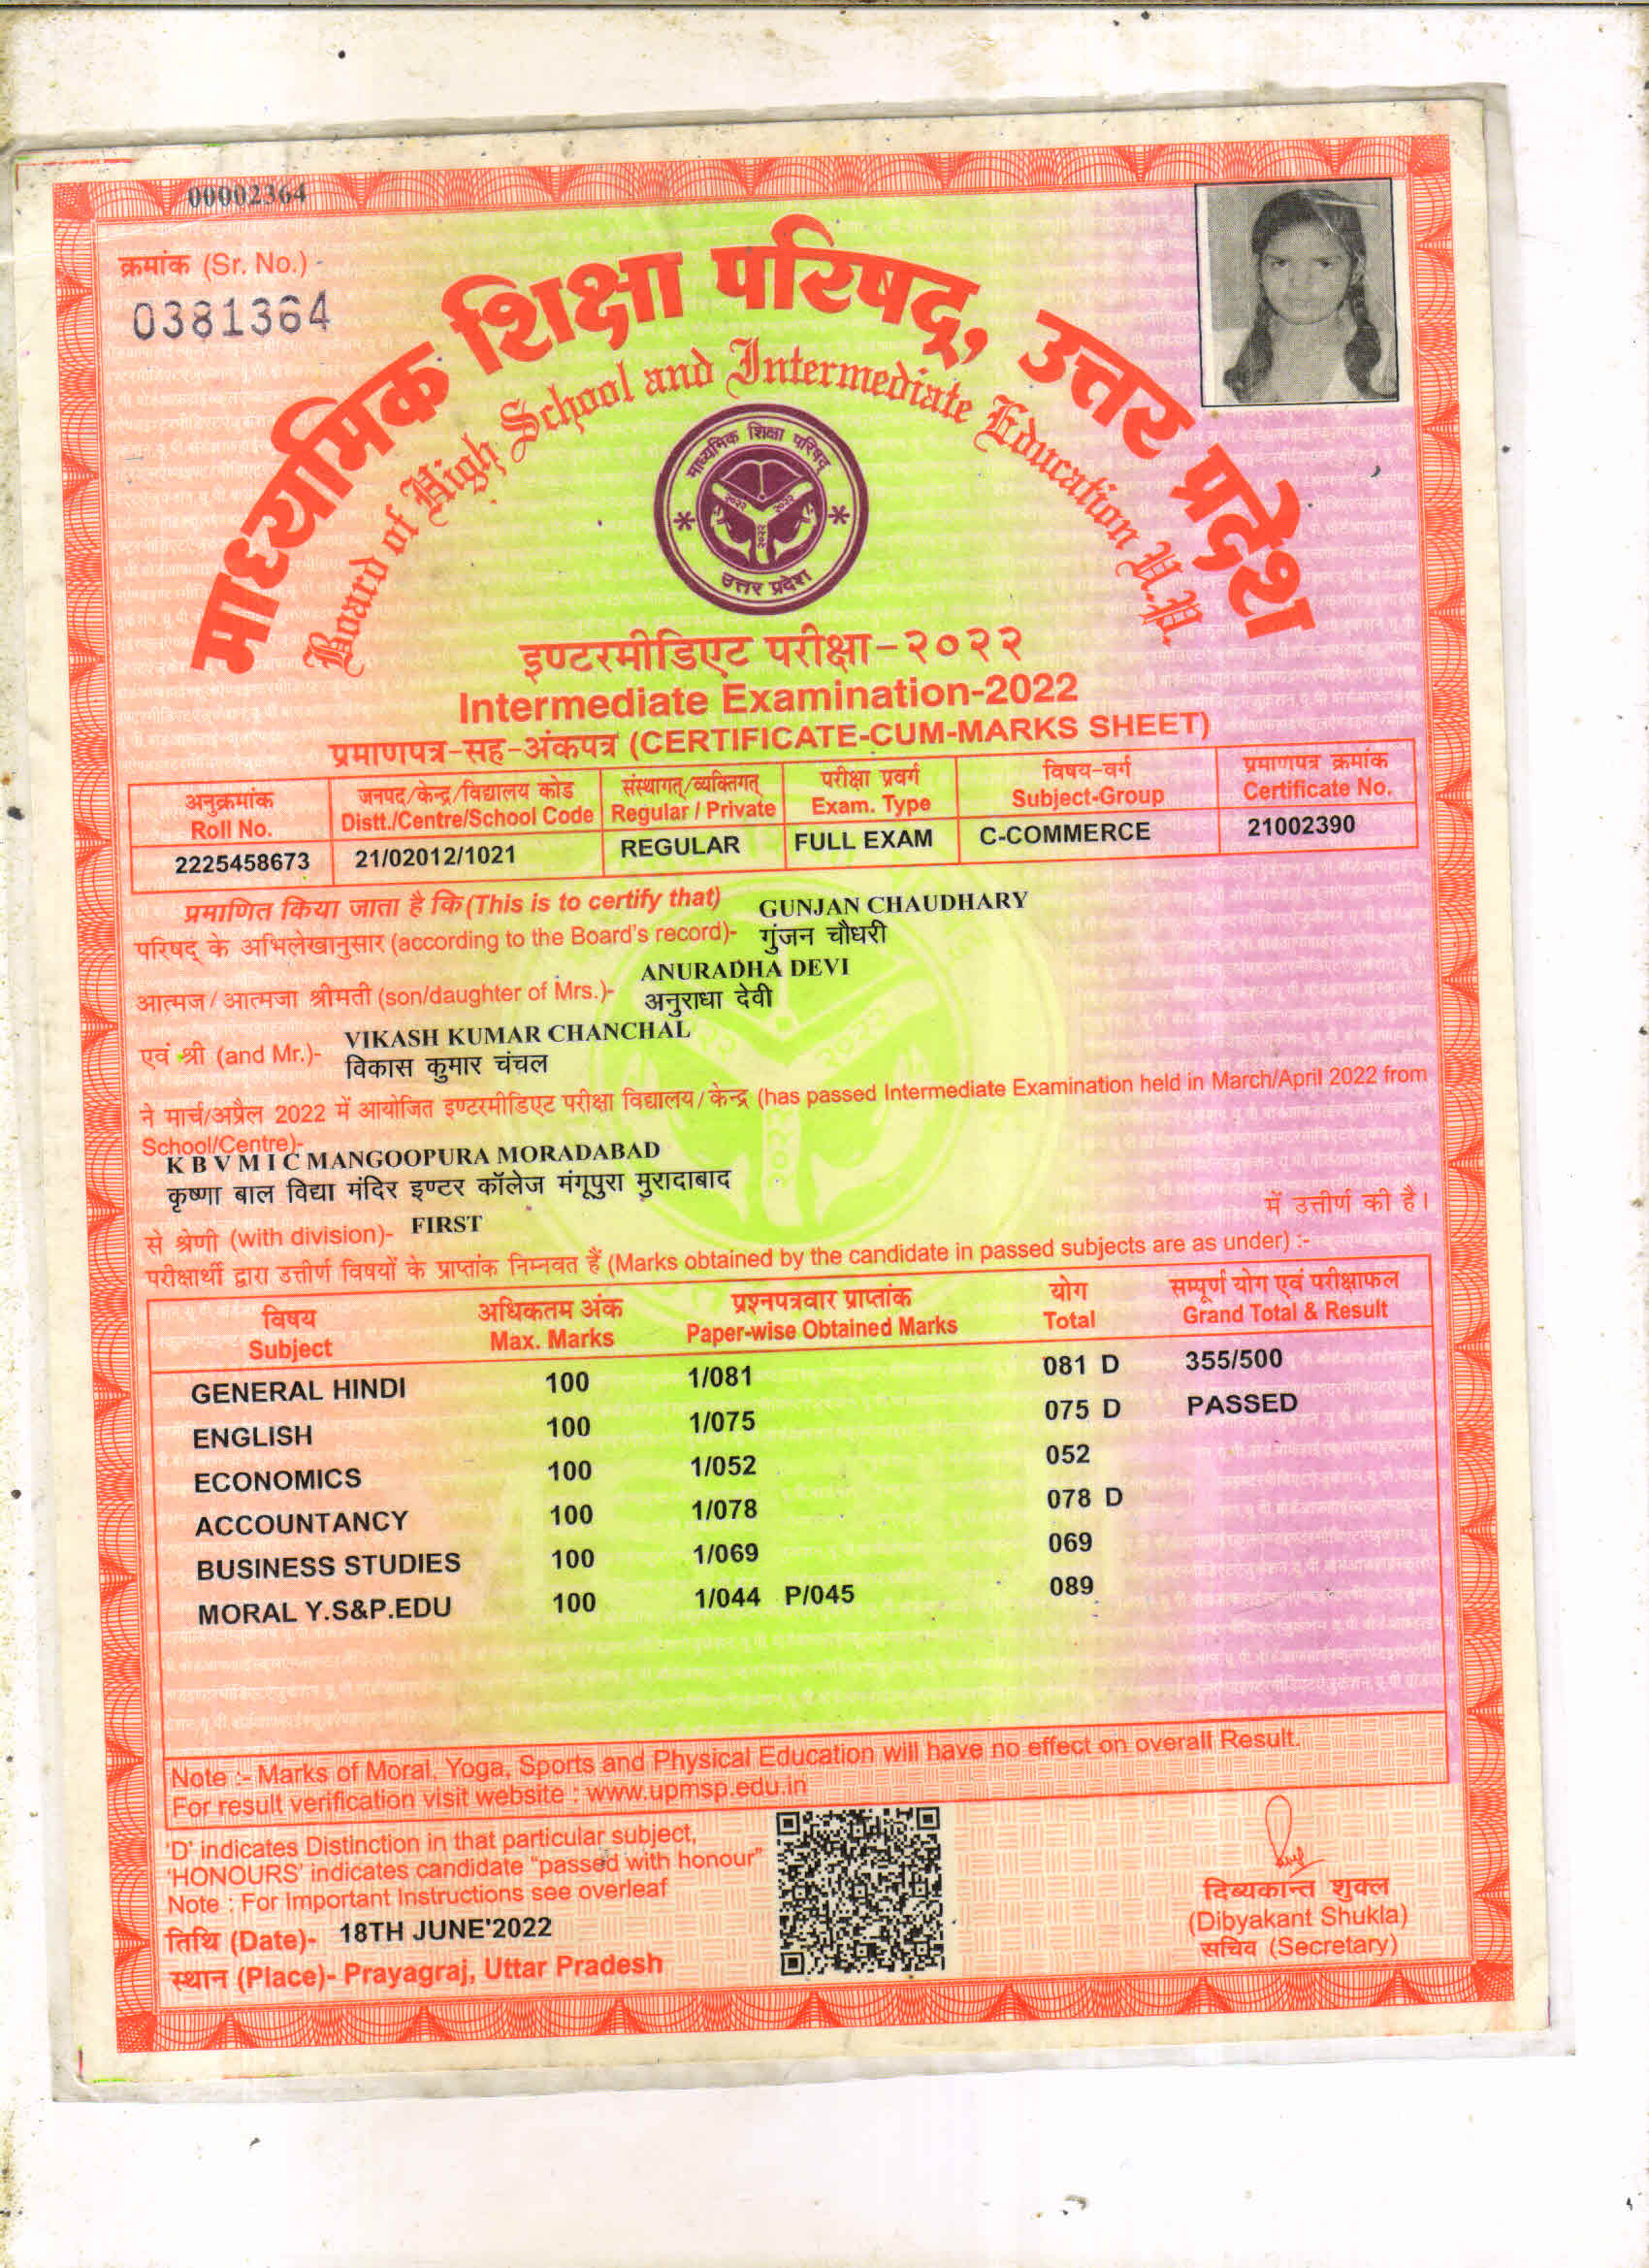 00002364
क्रमांक (Sr. No.) -
0381364
माध्यमिक शिक्षा परिषद्, उत्तर प्रदेश
Board of High School and Intermediate Education U.P.
माध्यमिक शिक्षा परिषद्
२०२२ २०२२
२०२२
उत्तर प्रदेश
इण्टरमीडिएट परीक्षा-२०२२
Intermediate Examination-2022
प्रमाणपत्र-सह-अंकपत्र (CERTIFICATE-CUM-MARKS SHEET)
अनुक्रमांक जनपद/केन्द्र/विद्यालय कोड संस्थागत्/व्यक्तिगत् परीक्षा प्रवर्ग विषय-वर्ग प्रमाणपत्र क्रमांक
Roll No. Distt./Centre/School Code Regular / Private Exam. Type Subject-Group Certificate No.
2225458673 21/02012/1021 REGULAR FULL EXAM C-COMMERCE 21002390
प्रमाणित किया जाता है कि (This is to certify that) GUNJAN CHAUDHARY
परिषद् के अभिलेखानुसार (according to the Board's record)- गुंजन चौधरी
ANURADHA DEVI
आत्मज / आत्मजा श्रीमती (son/daughter of Mrs.)- अनुराधा देवी
VIKASH KUMAR CHANCHAL
एवं श्री (and Mr.)- विकास कुमार चंचल
ने मार्च/अप्रैल 2022 में आयोजित इण्टरमीडिएट परीक्षा विद्यालय/केन्द्र (has passed Intermediate Examination held in March/April 2022 from
School/Centre)-
K B V M I C MANGOOPURA MORADABAD
कृष्णा बाल विद्या मंदिर इण्टर कॉलेज मंगूपुरा मुरादाबाद
से श्रेणी (with division)- FIRST में उत्तीर्ण की है।
परीक्षार्थी द्वारा उत्तीर्ण विषयों के प्राप्तांक निम्नवत हैं (Marks obtained by the candidate in passed subjects are as under) :-
विषय अधिकतम अंक प्रश्नपत्रवार प्राप्तांक योग सम्पूर्ण योग एवं परीक्षाफल
Subject Max. Marks Paper-wise Obtained Marks Total Grand Total & Result
GENERAL HINDI 100 1/081 081 D 355/500
ENGLISH 100 1/075 075 D PASSED
ECONOMICS 100 1/052 052
ACCOUNTANCY 100 1/078 078 D
BUSINESS STUDIES 100 1/069 069
MORAL Y.S&P.EDU 100 1/044 P/045 089
Note :- Marks of Moral, Yoga, Sports and Physical Education will have no effect on overall Result.
For result verification visit website : www.upmsp.edu.in
'D' indicates Distinction in that particular subject,
'HONOURS' indicates candidate "passed with honour"
Note : For Important Instructions see overleaf
तिथि (Date)- 18TH JUNE'2022
स्थान (Place)- Prayagraj, Uttar Pradesh
दिब्यकान्त शुक्ल
(Dibyakant Shukla)
सचिव (Secretary)